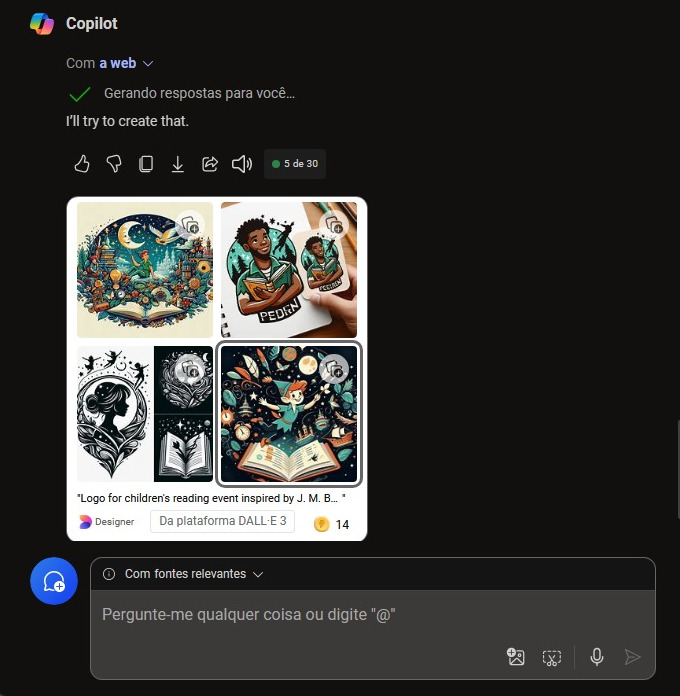 Copilot
Com a web
Gerando respostas para você...
I'll try to create that.
5 de 30
"Logo for children's reading event inspired by J. M. B... "
Designer
Da plataforma DALL·E 3
14
Com fontes relevantes
Pergunte-me qualquer coisa ou digite "@"